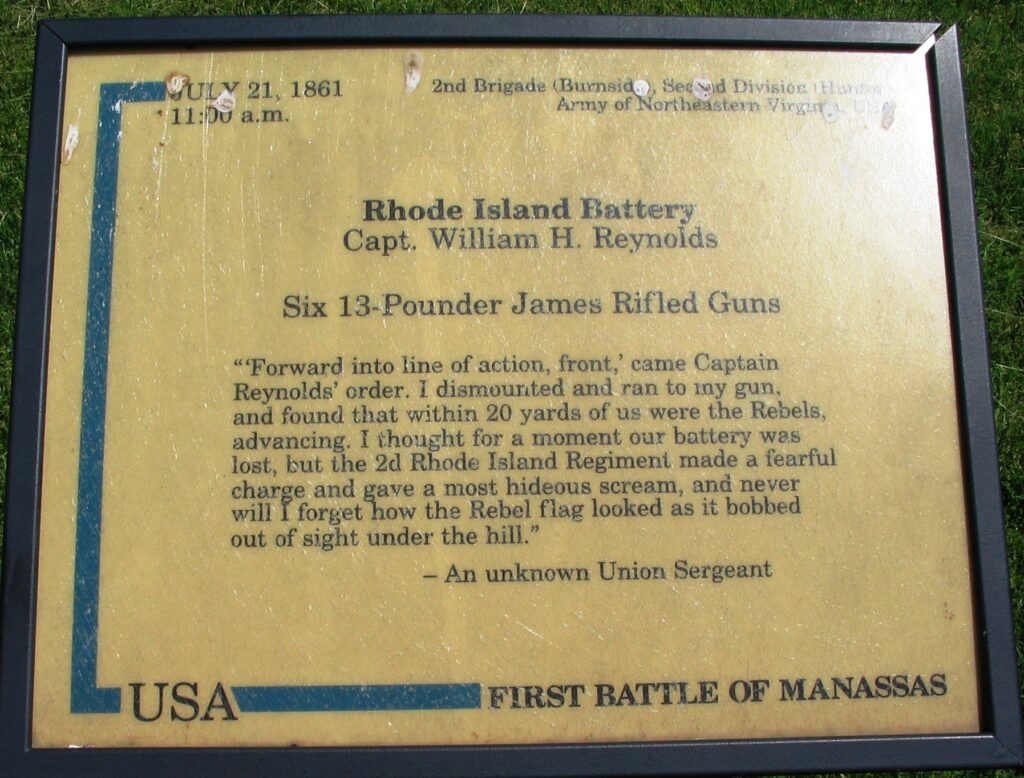 JULY 21, 1861
11:00 a.m.
2nd Brigade (Burnside), Second Division (Hunter)
Army of Northeastern Virginia, USA
Rhode Island Battery
Capt. William H. Reynolds
Six 13-Pounder James Rifled Guns
“‘Forward into line of action, front,’ came Captain
Reynolds’ order. I dismounted and ran to my gun,
and found that within 20 yards of us were the Rebels,
advancing. I thought for a moment our battery was
lost, but the 2d Rhode Island Regiment made a fearful
charge and gave a most hideous scream, and never
will I forget how the Rebel flag looked as it bobbed
out of sight under the hill.”
– An unknown Union Sergeant
USA
FIRST BATTLE OF MANASSAS